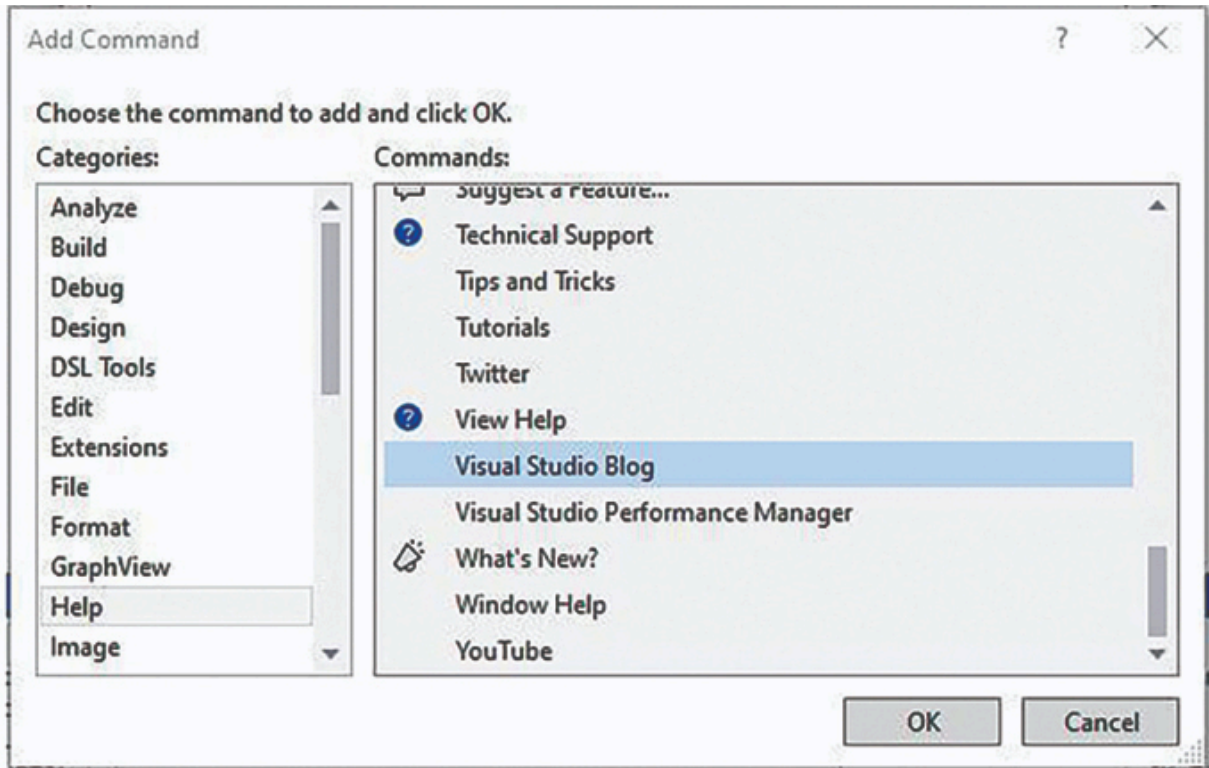 Add Command
?
Choose the command to add and click OK.
Categories:
Commands:
Analyze
Build
Debug
Design
DSL Tools
Edit
Extensions
File
Format
GraphView
Help
Image
Suggest a Feature...
? Technical Support
Tips and Tricks
Tutorials
Twitter
? View Help
Visual Studio Blog
Visual Studio Performance Manager
What's New?
Window Help
YouTube
OK
Cancel